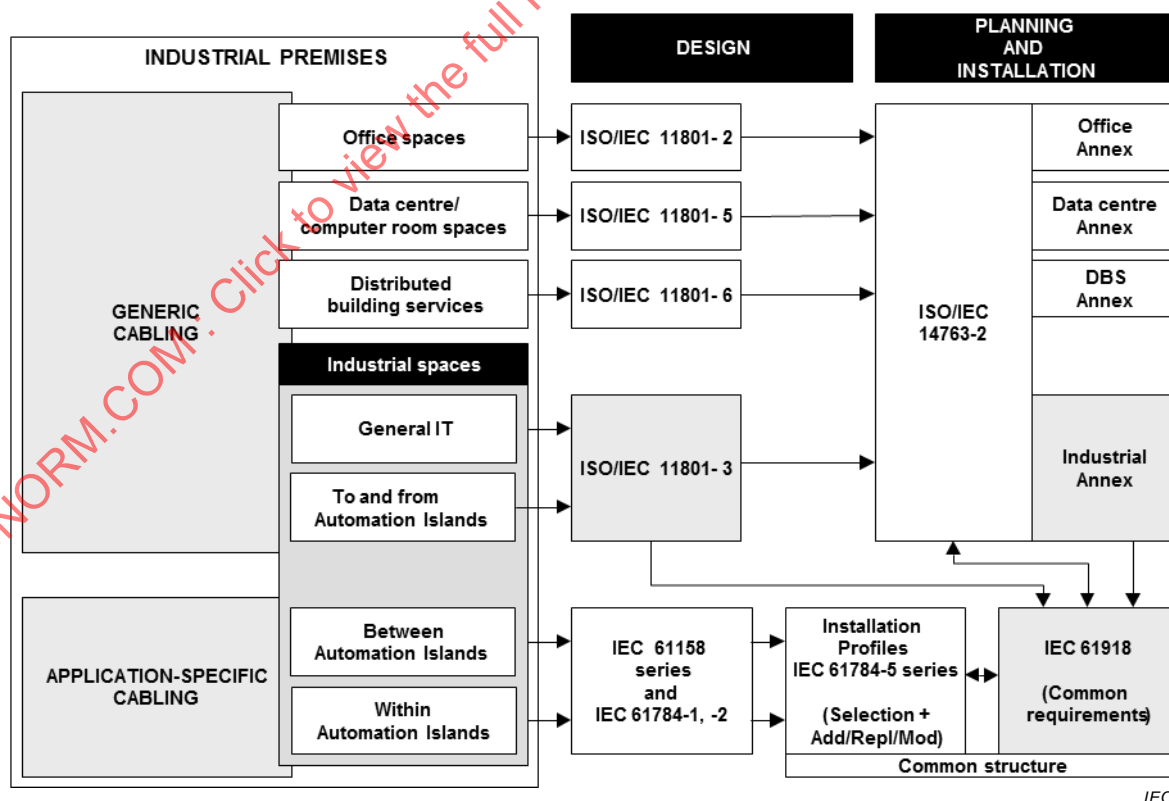 INDUSTRIAL PREMISES
DESIGN
PLANNING
AND
INSTALLATION
GENERIC
CABLING
Office spaces
ISO/IEC 11801- 2
Office
Annex
Data centre/
computer room spaces
ISO/IEC 11801- 5
Data centre
Annex
Distributed
building services
ISO/IEC 11801- 6
DBS
Annex
ISO/IEC
14763-2
Industrial spaces
General IT
To and from
Automation Islands
ISO/IEC 11801- 3
Industrial
Annex
APPLICATION-SPECIFIC
CABLING
Between
Automation Islands
Within
Automation Islands
IEC 61158
series
and
IEC 61784-1, -2
Installation
Profiles
IEC 61784-5 series
(Selection +
Add/Repl/Mod)
IEC 61918
(Common
requirements)
Common structure
IEC
NORM.COM : Click to view the full